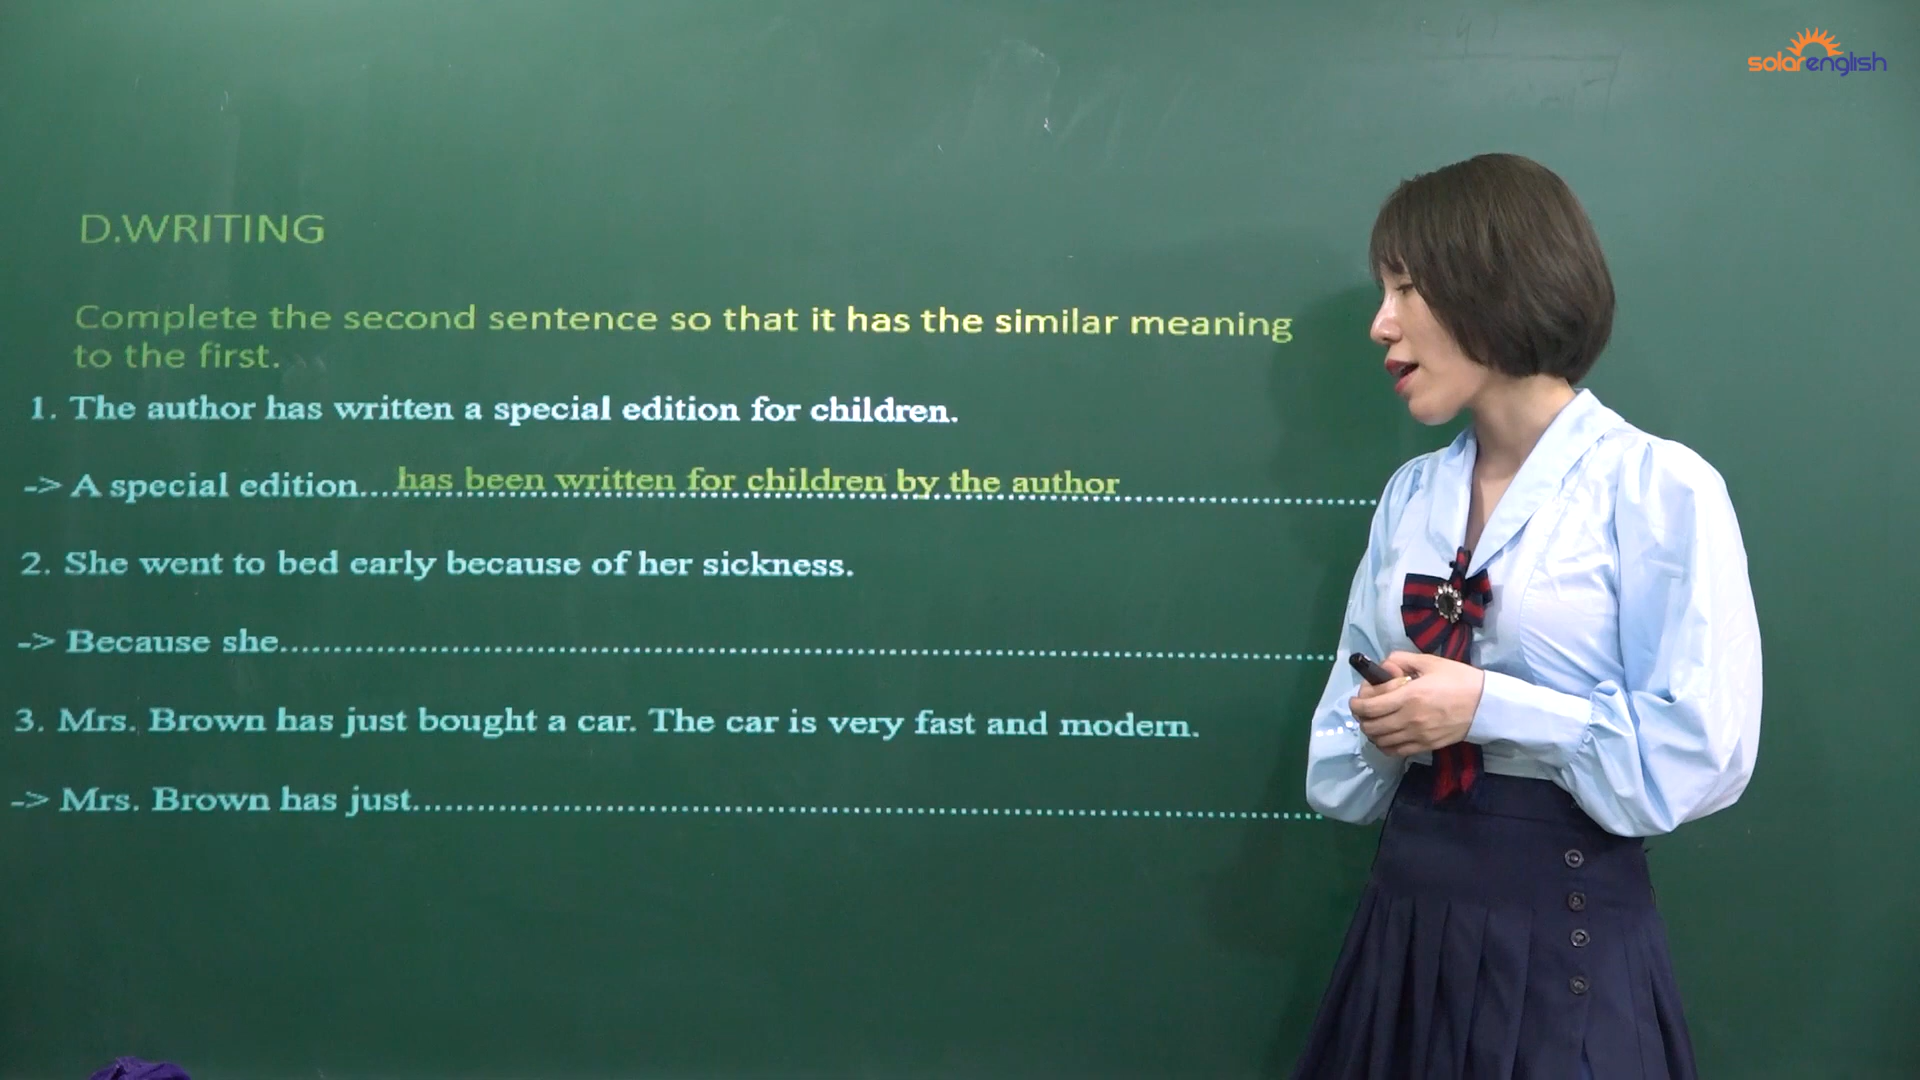 solarenglish
D.WRITING
Complete the second sentence so that it has the similar meaning
to the first.
1. The author has written a special edition for children.
-> A special edition....has been written for children by the author..............................
2. She went to bed early because of her sickness.
-> Because she..........................................................................................
3. Mrs. Brown has just bought a car. The car is very fast and modern.
-> Mrs. Brown has just..............................................................................